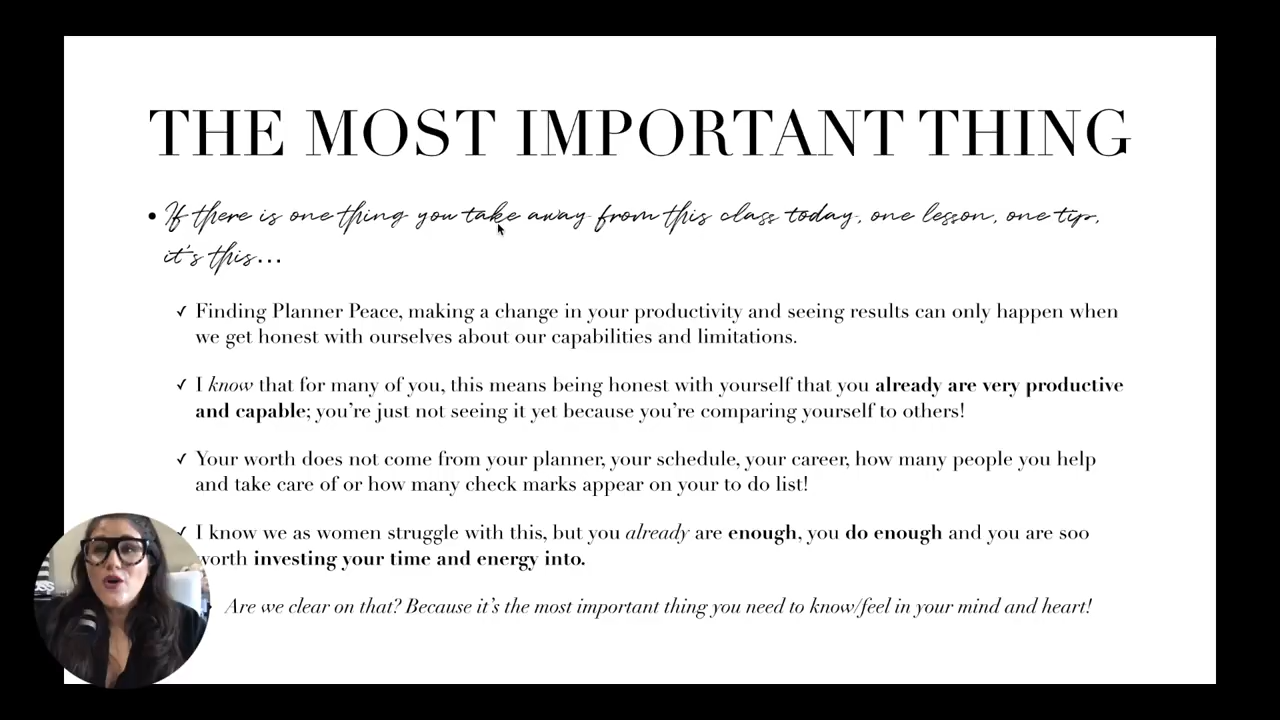 THE MOST IMPORTANT THING
• If there is one thing you take away from this class today, one lesson, one tip,
it's this...
✓ Finding Planner Peace, making a change in your productivity and seeing results can only happen when
we get honest with ourselves about our capabilities and limitations.
✓ I know that for many of you, this means being honest with yourself that you already are very productive
and capable; you're just not seeing it yet because you're comparing yourself to others!
✓ Your worth does not come from your planner, your schedule, your career, how many people you help
and take care of or how many check marks appear on your to do list!
✓ I know we as women struggle with this, but you already are enough, you do enough and you are soo
worth investing your time and energy into.
Are we clear on that? Because it's the most important thing you need to know/feel in your mind and heart!